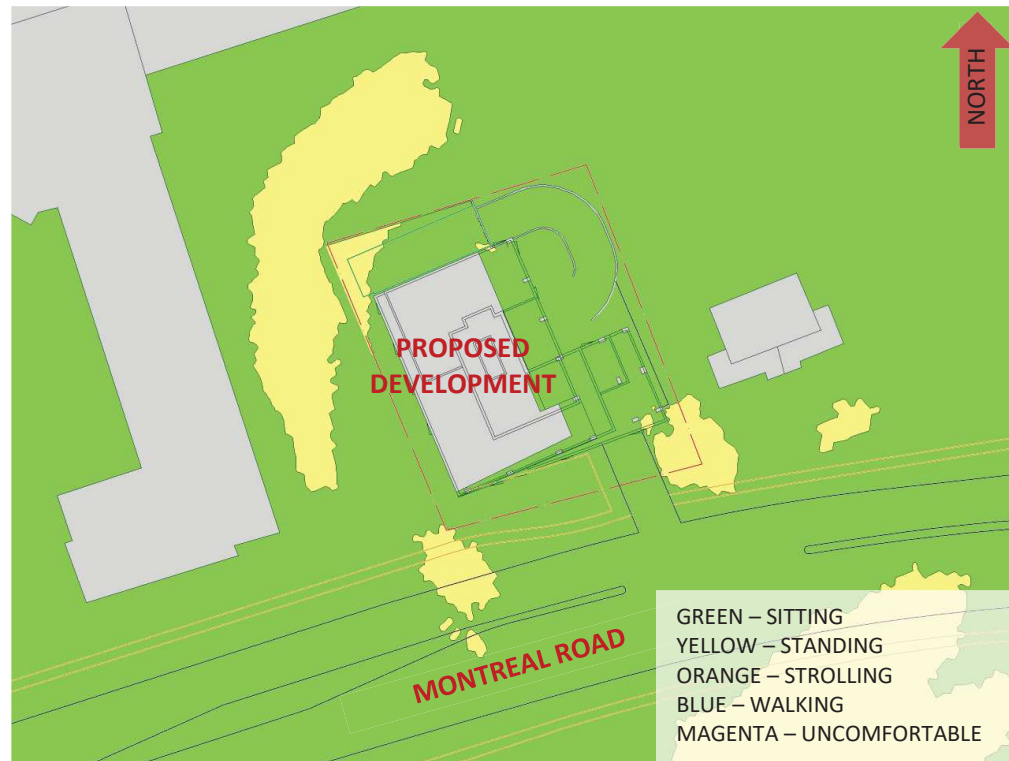 NORTH
PROPOSED
DEVELOPMENT
MONTREAL ROAD
GREEN – SITTING
YELLOW – STANDING
ORANGE – STROLLING
BLUE – WALKING
MAGENTA – UNCOMFORTABLE